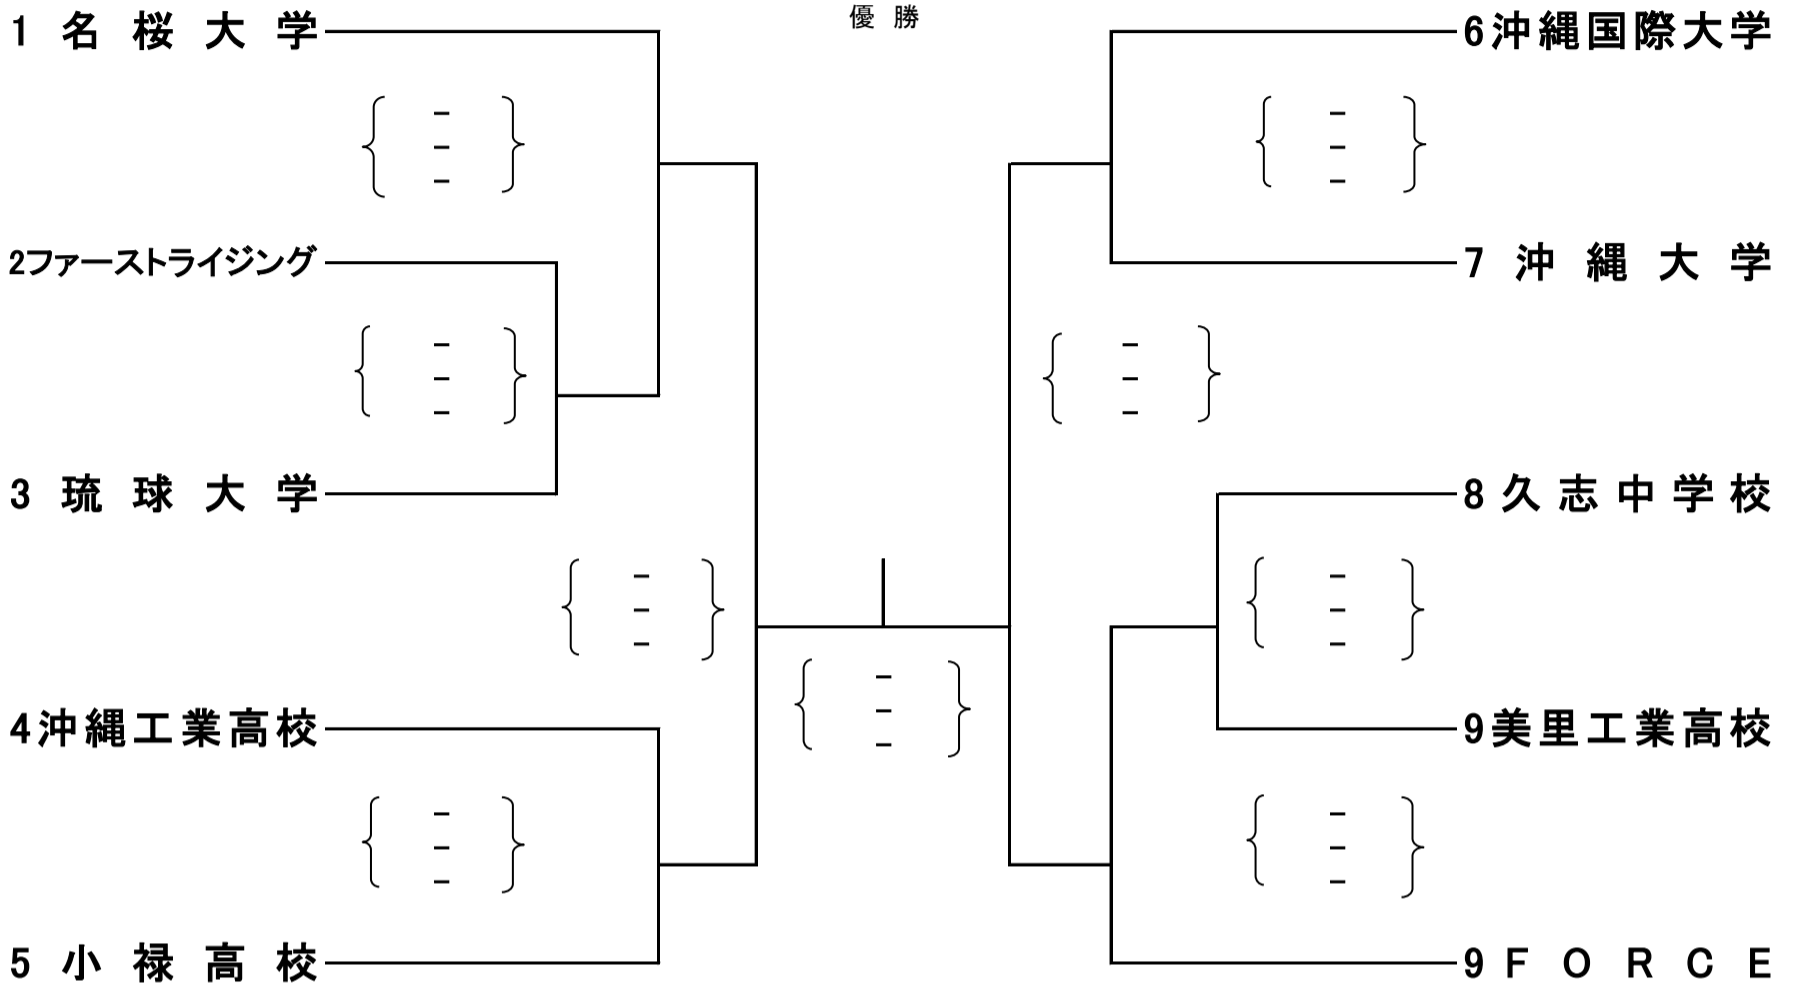 優 勝
1 名 桜 大 学
2ファーストライジング
3 琉 球 大 学
4沖縄工業高校
5 小 禄 高 校
6沖縄国際大学
7 沖 縄 大 学
8久志中学校
9美里工業高校
9ＦＯＲＣＥ